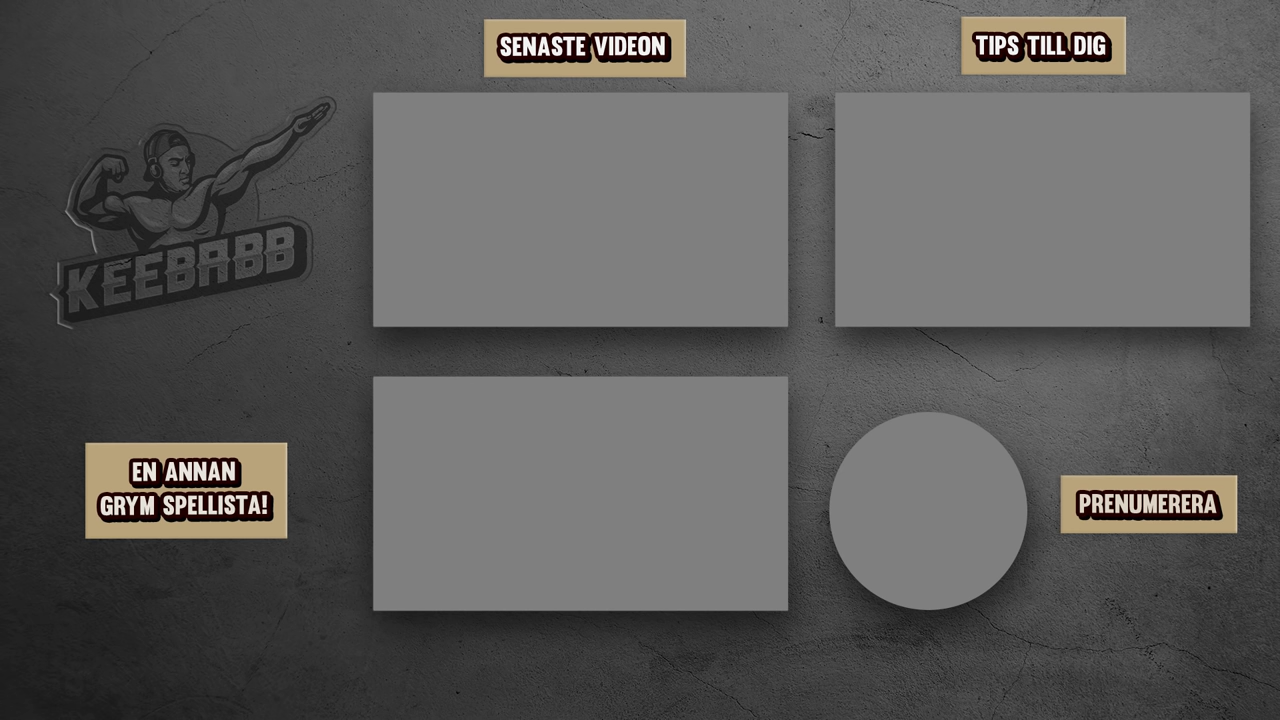 SENASTE VIDEON
TIPS TILL DIG
KEEBABB
EN ANNAN
GRYM SPELLISTA!
PRENUMERERA